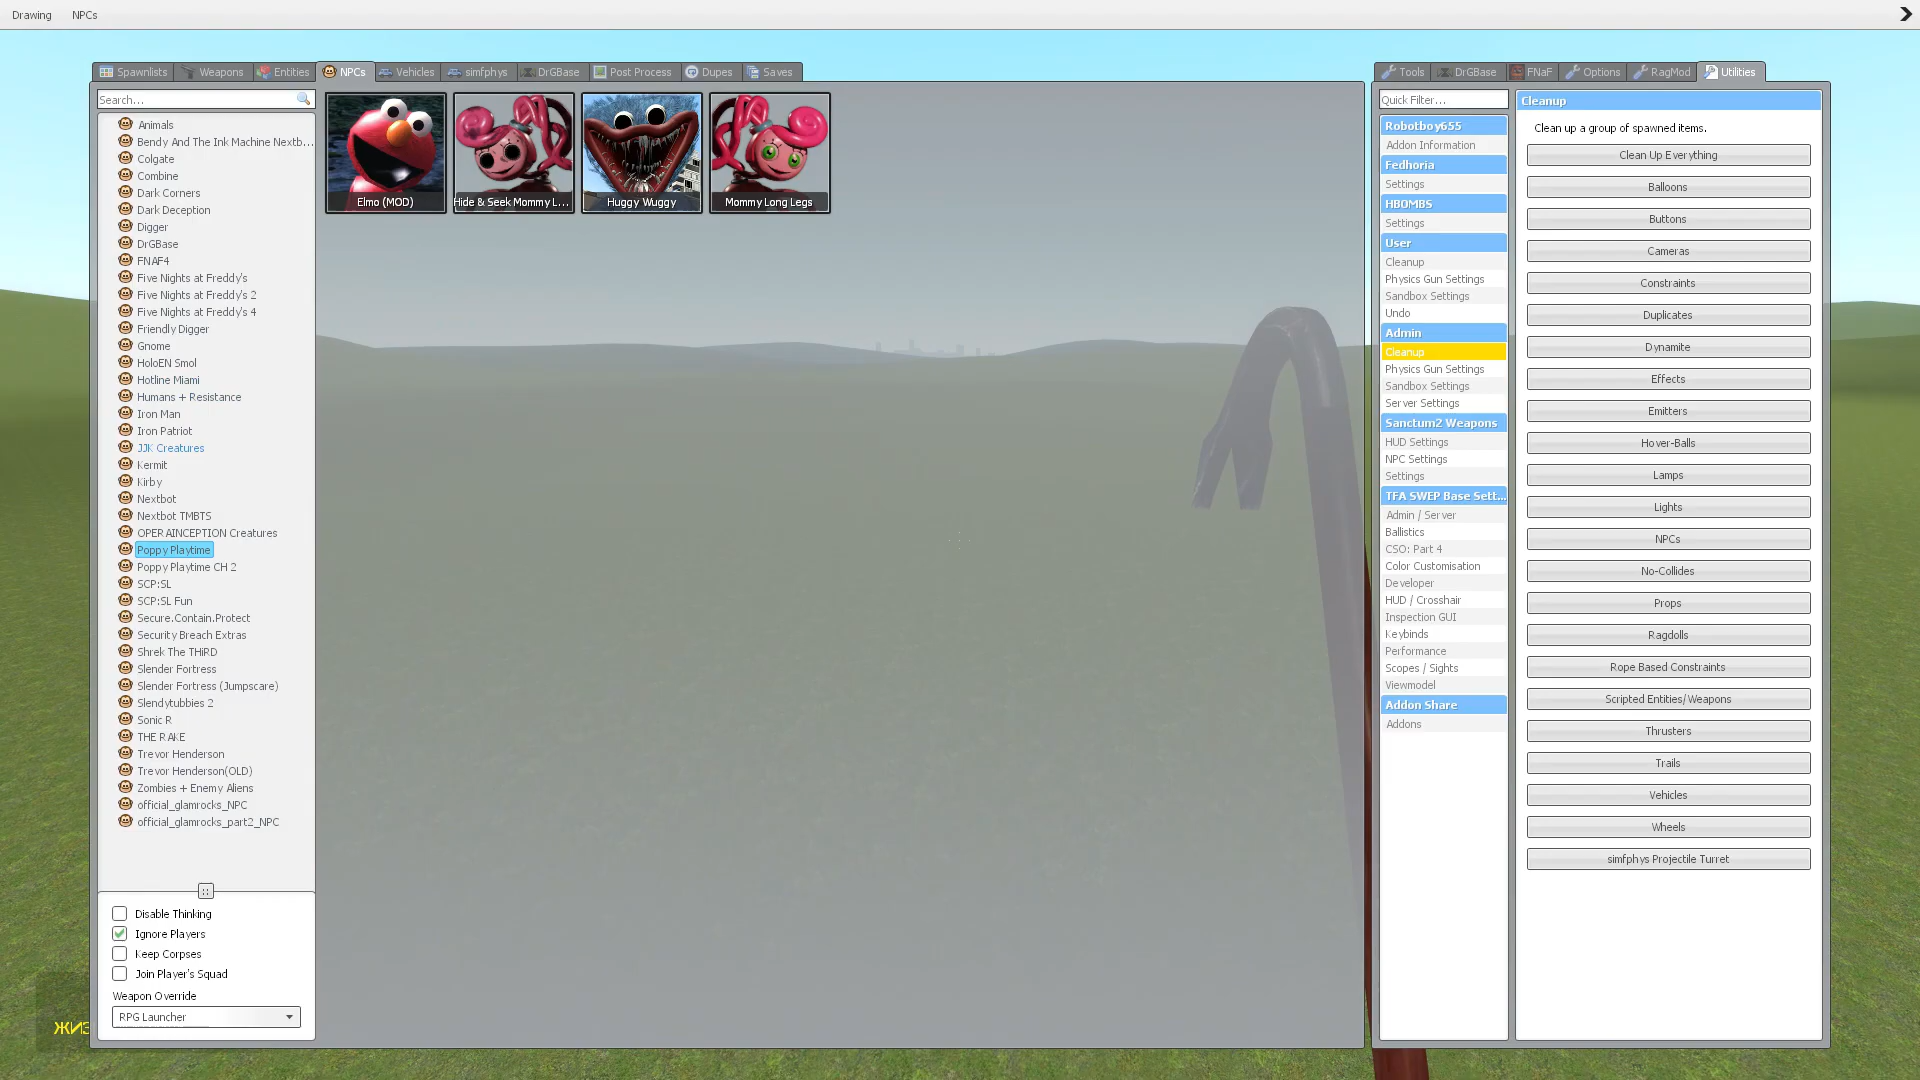 Drawing NPCs
Spawnlists Weapons Entities NPCs Vehicles simfphys DrGBase Post Process Dupes Saves
Search...
Animals
Bendy And The Ink Machine Nextb...
Colgate
Combine
Dark Corners
Dark Deception
Digger
DrGBase
FNAF4
Five Nights at Freddy's
Five Nights at Freddy's 2
Five Nights at Freddy's 4
Friendly Digger
Gnome
HoloEN Smol
Hotline Miami
Humans + Resistance
Iron Man
Iron Patriot
JJK Creatures
Kermit
Kirby
Nextbot
Nextbot TMBTS
OPERAINCEPTION Creatures
Poppy Playtime
Poppy Playtime CH 2
SCP:SL
SCP:SL Fun
Secure.Contain.Protect
Security Breach Extras
Shrek The THiRD
Slender Fortress
Slender Fortress (Jumpscare)
Slendytubbies 2
Sonic R
THE RAKE
Trevor Henderson
Trevor Henderson(OLD)
Zombies + Enemy Aliens
official_glamrocks_NPC
official_glamrocks_part2_NPC
Disable Thinking
Ignore Players
Keep Corpses
Join Player's Squad
Weapon Override
RPG Launcher
ЖИЗ
Elmo (MOD) Hide & Seek Mommy L... Huggy Wuggy Mommy Long Legs
Tools DrGBase FNaF Options RagMod Utilities
Quick Filter...
Robotboy655
Addon Information
Fedhoria
Settings
HBOMBS
Settings
User
Cleanup
Physics Gun Settings
Sandbox Settings
Undo
Admin
Cleanup
Physics Gun Settings
Sandbox Settings
Server Settings
Sanctum2 Weapons
HUD Settings
NPC Settings
Settings
TFA SWEP Base Sett...
Admin / Server
Ballistics
CSO: Part 4
Color Customisation
Developer
HUD / Crosshair
Inspection GUI
Keybinds
Performance
Scopes / Sights
Viewmodel
Addon Share
Addons
Cleanup
Clean up a group of spawned items.
Clean Up Everything
Balloons
Buttons
Cameras
Constraints
Duplicates
Dynamite
Effects
Emitters
Hover-Balls
Lamps
Lights
NPCs
No-Collides
Props
Ragdolls
Rope Based Constraints
Scripted Entities/Weapons
Thrusters
Trails
Vehicles
Wheels
simfphys Projectile Turret